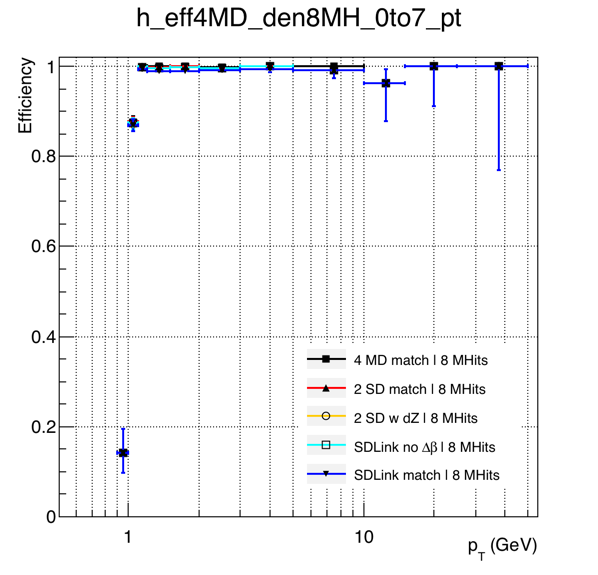 h_eff4MD_den8MH_0to7_pt
Efficiency
1
0.8
0.6
0.4
0.2
0
4 MD match | 8 MHits
2 SD match | 8 MHits
2 SD w dZ | 8 MHits
SDLink no Δβ | 8 MHits
SDLink match | 8 MHits
1
10
p_T (GeV)